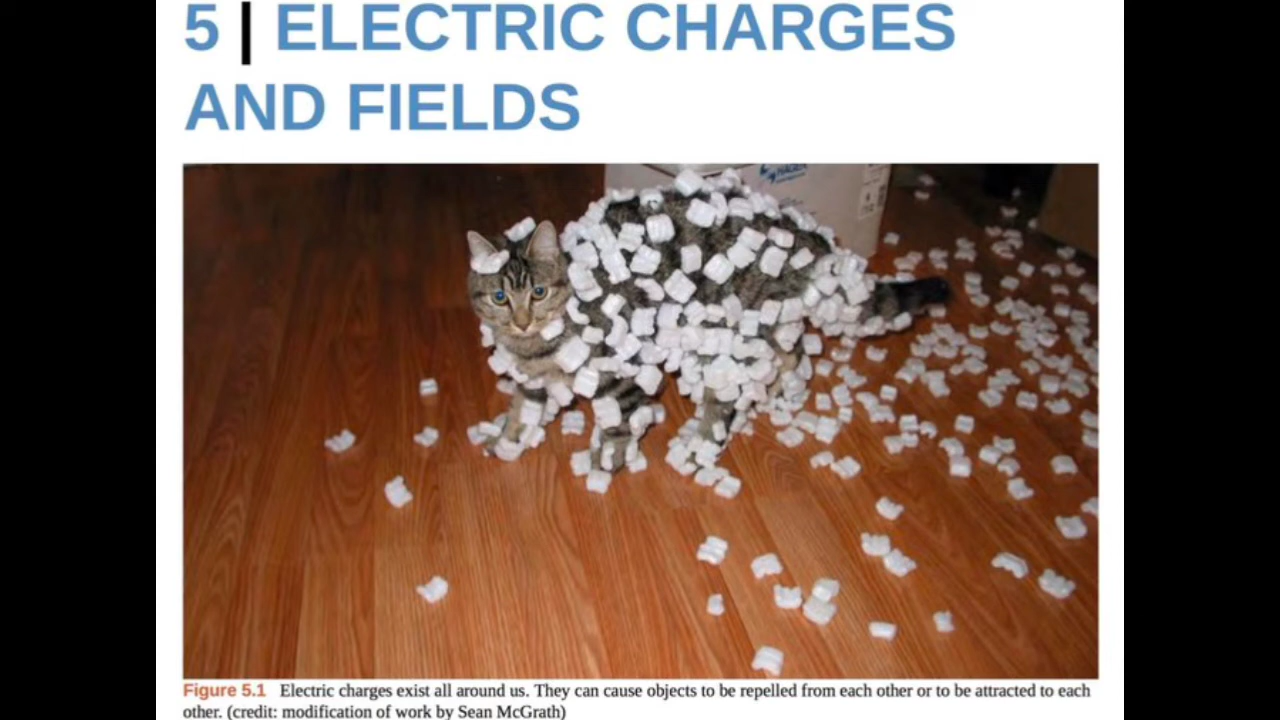 5 | ELECTRIC CHARGES
AND FIELDS
Figure 5.1 Electric charges exist all around us. They can cause objects to be repelled from each other or to be attracted to each
other. (credit: modification of work by Sean McGrath)